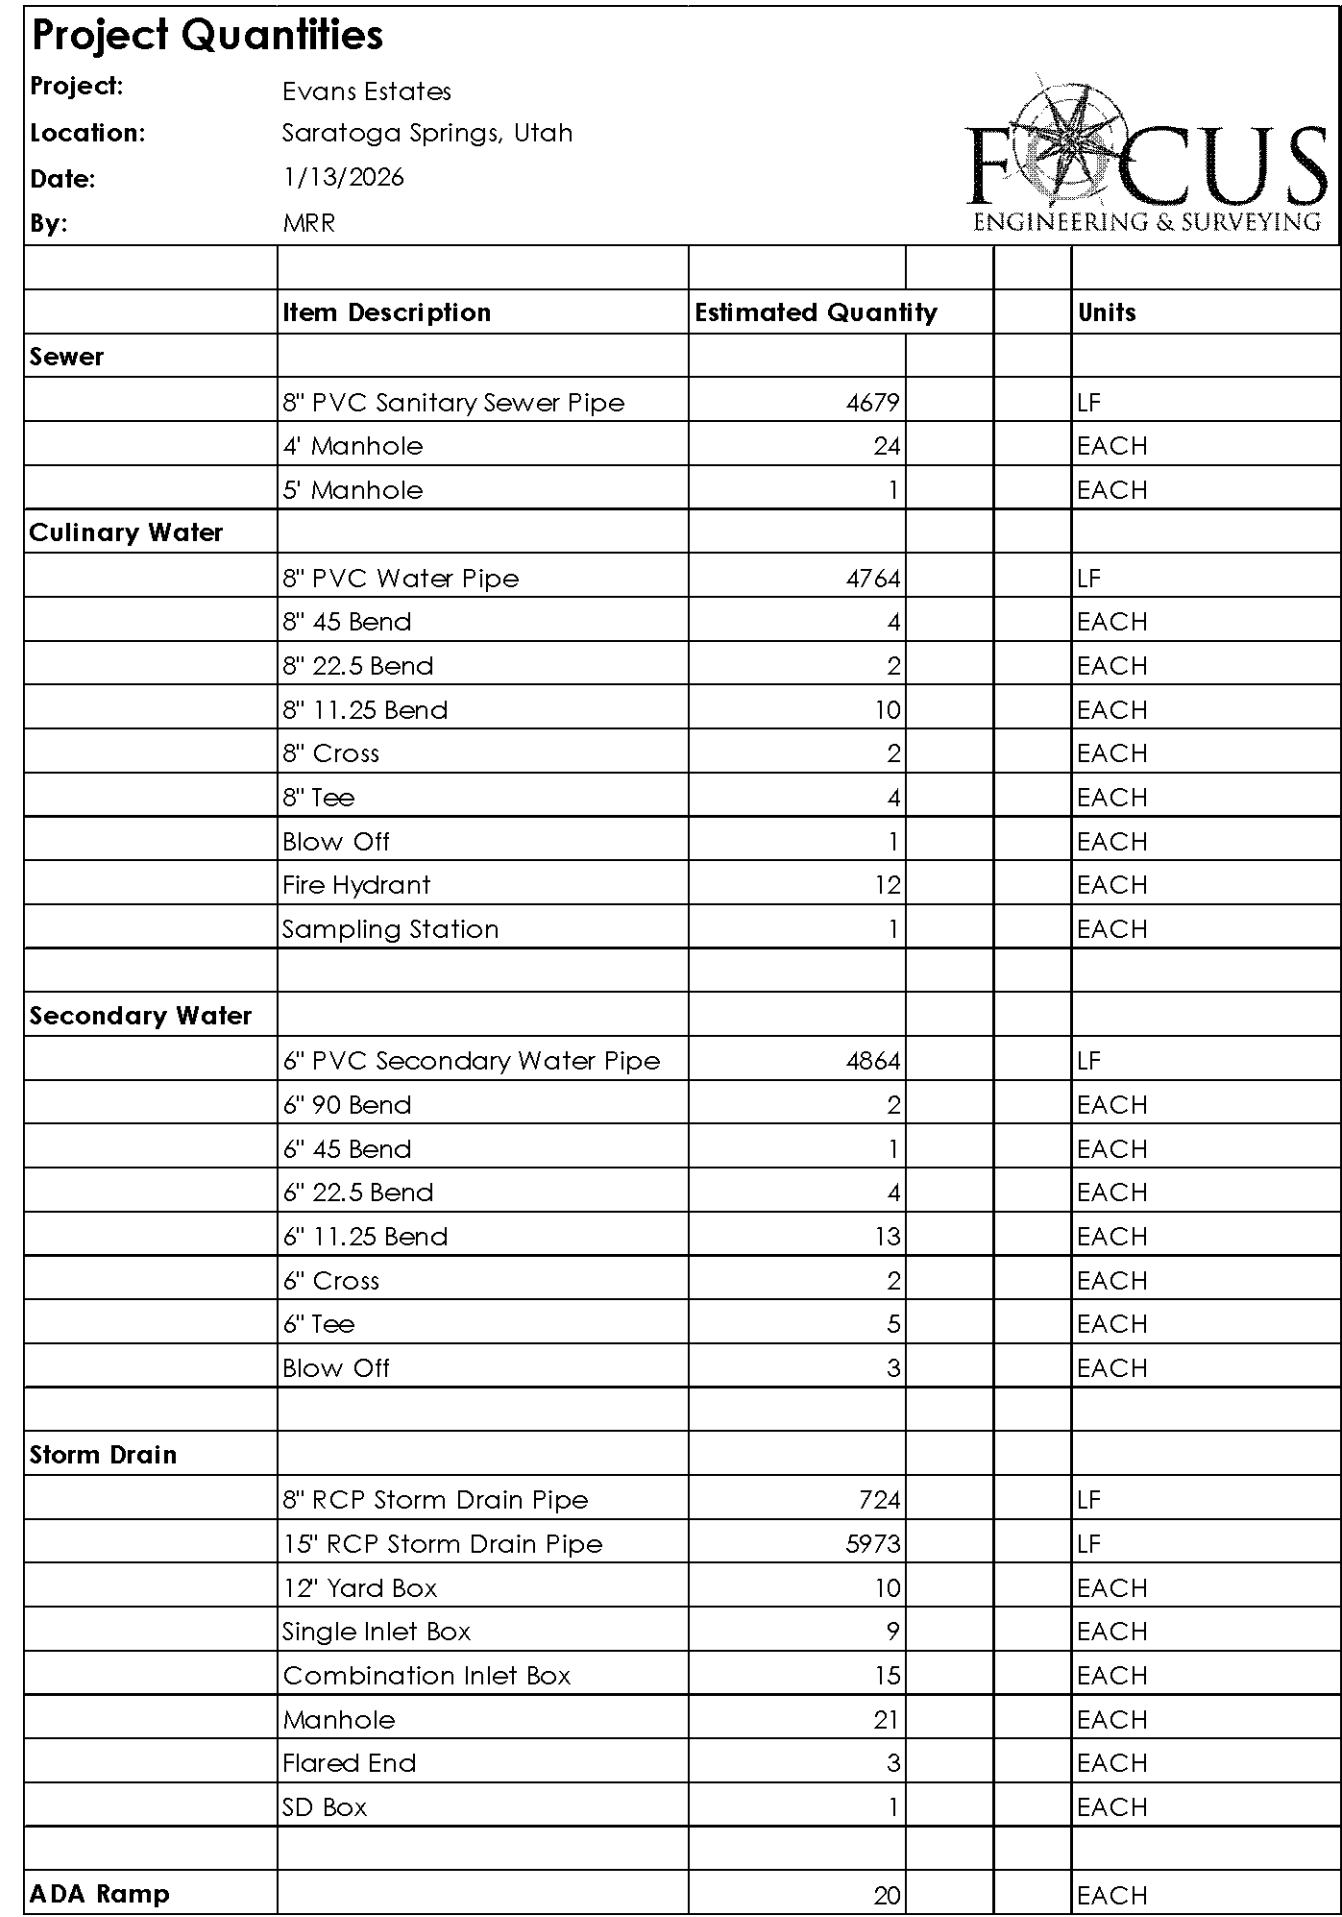 Project Quantities
Project: Evans Estates
Location: Saratoga Springs, Utah
Date: 1/13/2026
By: MRR
FOCUS
ENGINEERING & SURVEYING
Item Description Estimated Quantity Units
Sewer
8" PVC Sanitary Sewer Pipe 4679 LF
4' Manhole 24 EACH
5' Manhole 1 EACH
Culinary Water
8" PVC Water Pipe 4764 LF
8" 45 Bend 4 EACH
8" 22.5 Bend 2 EACH
8" 11.25 Bend 10 EACH
8" Cross 2 EACH
8" Tee 4 EACH
Blow Off 1 EACH
Fire Hydrant 12 EACH
Sampling Station 1 EACH
Secondary Water
6" PVC Secondary Water Pipe 4864 LF
6" 90 Bend 2 EACH
6" 45 Bend 1 EACH
6" 22.5 Bend 4 EACH
6" 11.25 Bend 13 EACH
6" Cross 2 EACH
6" Tee 5 EACH
Blow Off 3 EACH
Storm Drain
8" RCP Storm Drain Pipe 724 LF
15" RCP Storm Drain Pipe 5973 LF
12" Yard Box 10 EACH
Single Inlet Box 9 EACH
Combination Inlet Box 15 EACH
Manhole 21 EACH
Flared End 3 EACH
SD Box 1 EACH
ADA Ramp 20 EACH